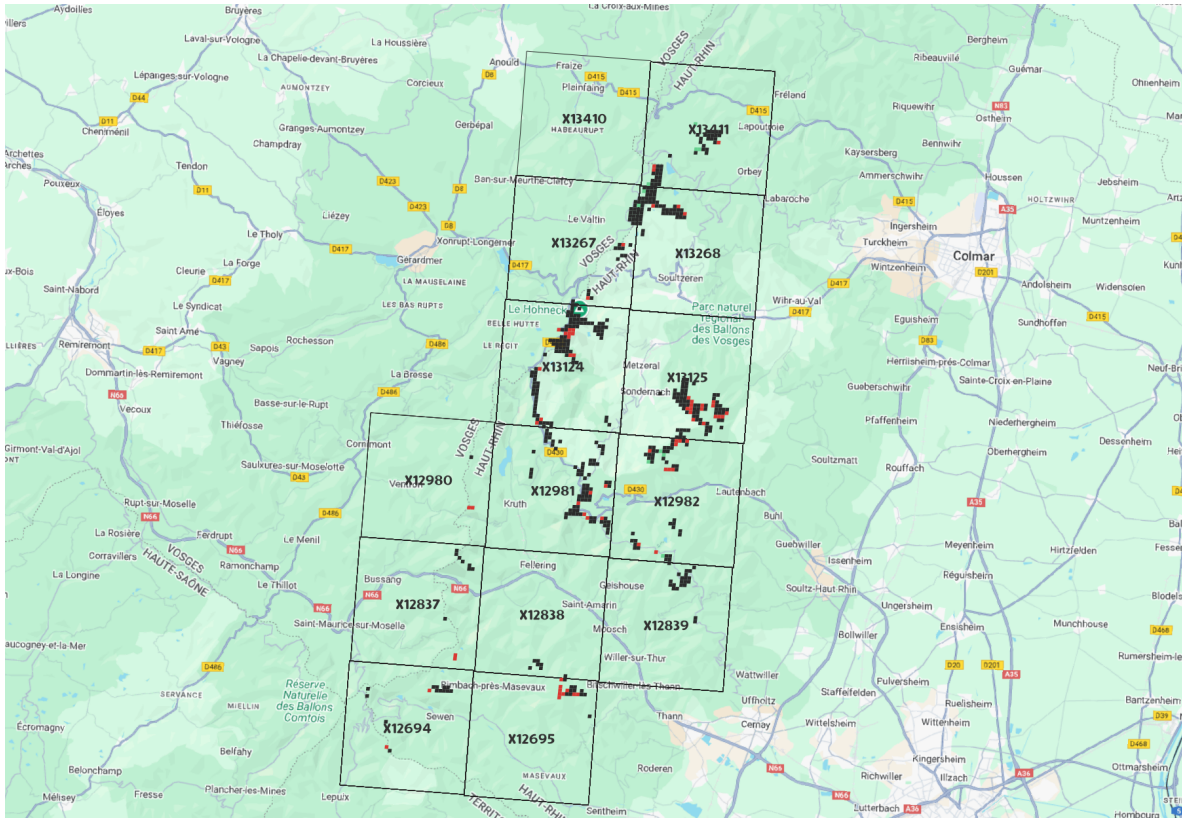 Aydoilles
Bruyères
La Croix-aux-Mines
Bergheim
Laval-sur-Vologne
La Houssière
Anould
Fraize
VOSGES
HAUT-RHIN
Ribeauvillé
Guémar
La Chapelle-devant-Bruyères
D8
D415
Plainfaing
D415
Lépanges-sur-Vologne
D44
AUMONTZEY
Corcieux
Fréland
D415
Riquewihr
N83
Ostheim
Ohnenheim
D11
Cheniménil
Granges-Aumontzey
Gerbépal
X13410
HABEAURUPT
X13411
Lapoutroie
Bennwihr
Champdray
Kaysersberg
Archettes
Arches
Tendon
Pouxeux
D11
D423
D8
Ban-sur-Meurthe-Clefcy
Orbey
Ammerschwihr
Houssen
Jebsheim
D423
D415
A35
HOLTZWIHR
Éloyes
Liézey
D8
Le Valtin
Labaroche
Ingersheim
Muntzenheim
Le Tholy
D417
Xonrupt-Longemer
X13267
X13268
Turckheim
Colmar
Gérardmer
VOSGES
HAUT-RHIN
D417
Wintzenheim
D201
Cleurie
La Forge
D417
LA MAUSELAINE
Soultzeren
D417
Andolsheim
Saint-Nabord
Le Syndicat
LES BAS RUPTS
Le Hohneck
Parc naturel
régional
des Ballons
des Vosges
Wihr-au-Val
D417
Widensolen
D415
Saint Amé
Rochesson
BELLE HUTTE
Eguisheim
Sundhoffen
Remiremont
D417
D43
Sapois
D486
LE RÉGIT
D83
Vagney
X13124
Metzeral
Herrlisheim-près-Colmar
Dommartin-lès-Remiremont
La Bresse
X13125
Sainte-Croix-en-Plaine
N66
D486
Sondernach
Gueberschwihr
Vecoux
Basse-sur-le-Rupt
Pfaffenheim
Niederhergheim
Thiéfosse
Dessenheim
Girmont-Val-d'Ajol
Cornimont
VOSGES
HAUT-RHIN
D430
Oberhergheim
Saulxures-sur-Moselotte
Soultzmatt
Rouffach
D43
X12980
Ventron
X12981
D430
X12982
Lautenbach
A35
Rupt-sur-Moselle
D486
Kruth
Buhl
N66
La Rosière
Ferdrupt
Le Menil
Meyenheim
Corravillers
VOSGES
HAUTE-SAÔNE
N66
Ramonchamp
Fellering
Guebwiller
Issenheim
Hirtzfelden
La Longine
Le Thillot
Bussang
N66
N66
Geishouse
Soultz-Haut-Rhin
Réguisheim
N66
X12837
X12838
Saint-Amarin
Saint-Maurice-sur-Moselle
Moosch
X12839
Ungersheim
Ensisheim
Munchhouse
D468
Bollwiller
D486
Willer-sur-Thur
D20
D201
SERVANCE
Réserve
Naturelle
des Ballons
Comtois
Wattwiller
A35
MIELLIN
Rimbach-près-Masevaux
Bitschwiller-lès-Thann
Staffelfelden
Pulversheim
Bantzenheim
Uffholtz
Ruelisheim
D39
Écromagny
Sewen
Thann
Cernay
Wittelsheim
Wittenheim
X12694
X12695
Belfahy
D468
Kingersheim
Ottmarsheim
Belonchamp
Roderen
N66
A36
MASEVAUX
Richwiller
Illzach
Mélisey
Fresse
Plancher-les-Mines
Lepuix
HAUT-RHIN
Sentheim
Lutterbach
A36
Hombourg